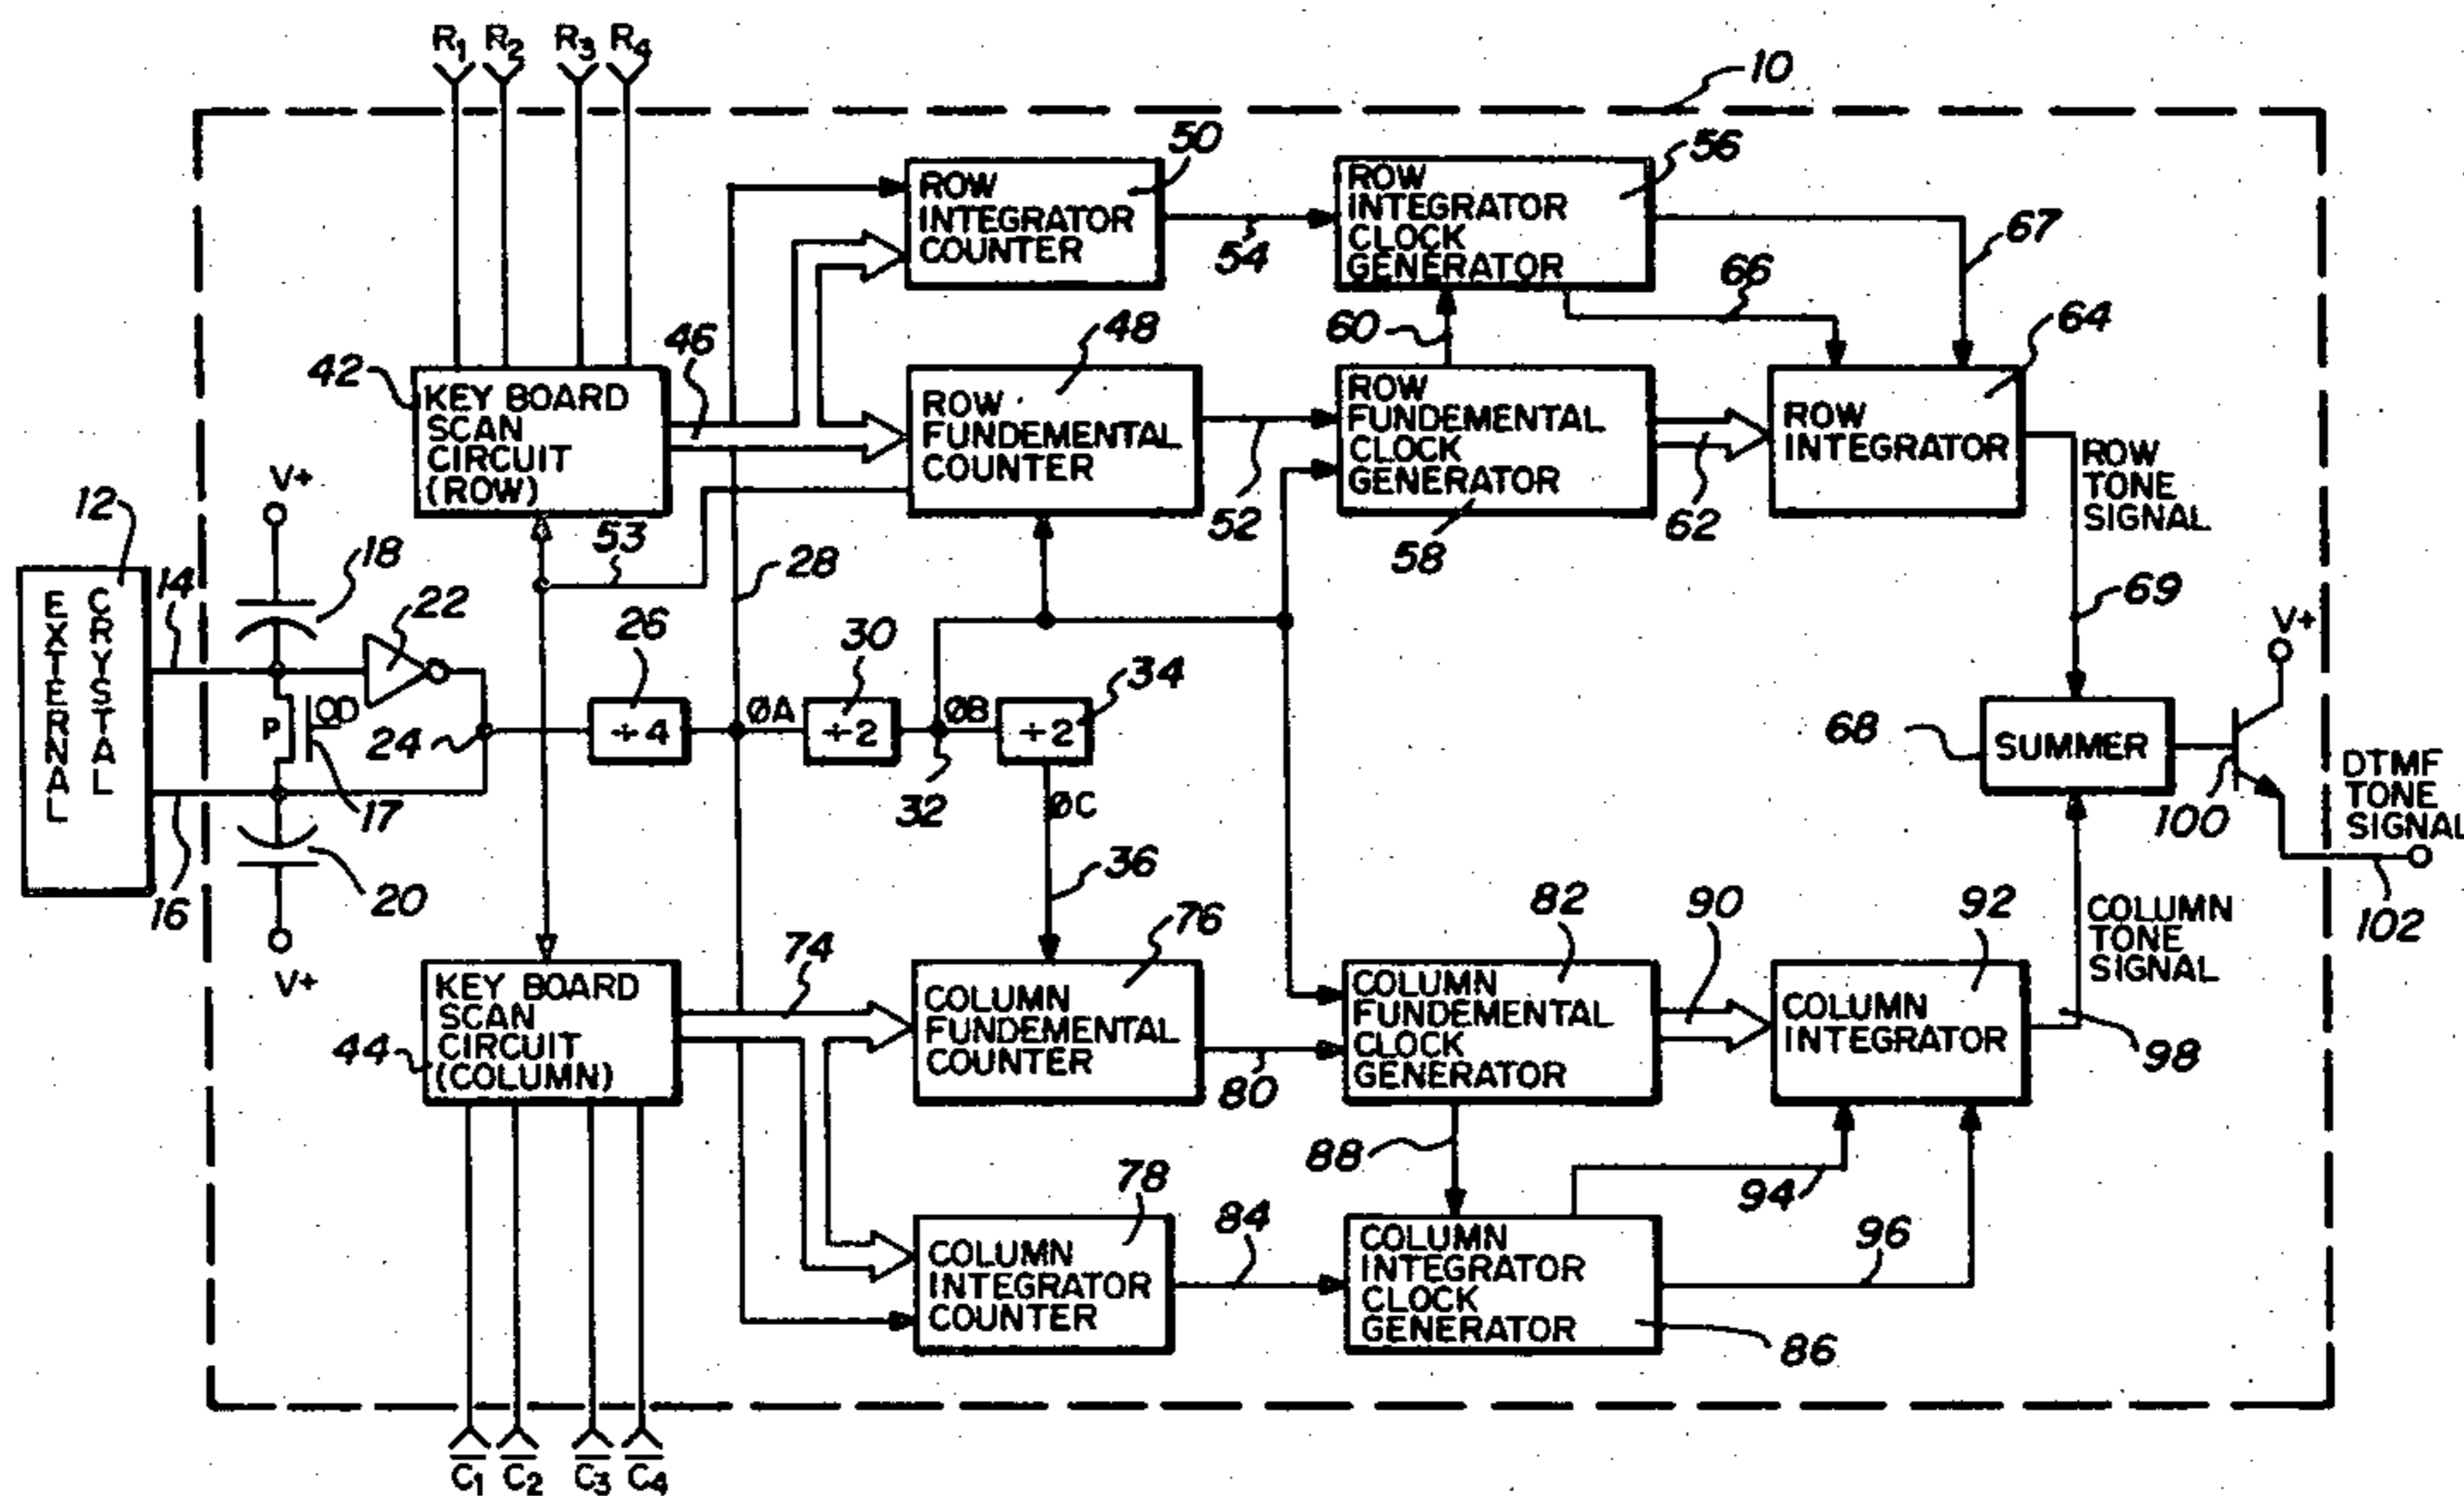 R1 R2 R3 R4
10
50
ROW
INTEGRATOR
COUNTER
54
56
ROW
INTEGRATOR
CLOCK
GENERATOR
67
66
60
42
KEY BOARD
SCAN
CIRCUIT
(ROW)
46
48
ROW
FUNDEMENTAL
COUNTER
52
ROW
FUNDEMENTAL
CLOCK
GENERATOR
58
62
64
ROW
INTEGRATOR
ROW
TONE
SIGNAL
69
53
28
12
EXTERNAL
CRYSTAL
14
16
V+
18
22
P
OD
17
24
20
V+
26
÷4
ØA
30
÷2
ØB
32
34
÷2
ØC
36
68
SUMMER
V+
100
DTMF
TONE
SIGNAL
102
44
KEY BOARD
SCAN
CIRCUIT
(COLUMN)
74
76
COLUMN
FUNDEMENTAL
COUNTER
80
82
COLUMN
FUNDEMENTAL
CLOCK
GENERATOR
90
92
COLUMN
INTEGRATOR
COLUMN
TONE
SIGNAL
98
88
94
78
COLUMN
INTEGRATOR
COUNTER
84
COLUMN
INTEGRATOR
CLOCK
GENERATOR
86
96
C̅1 C̅2 C̅3 C̅4